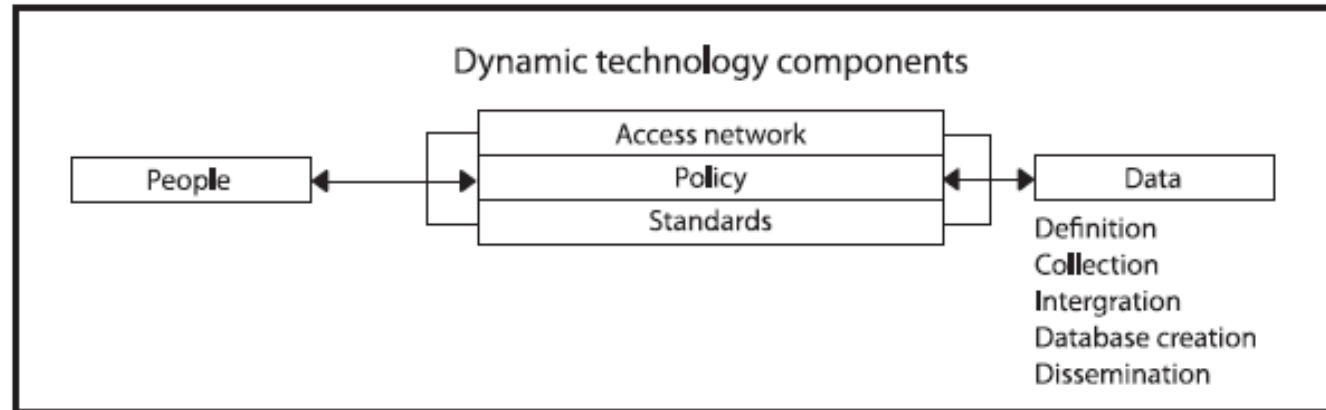 Dynamic technology components
People
Access network
Policy
Standards
Data
Definition
Collection
Intergration
Database creation
Dissemination